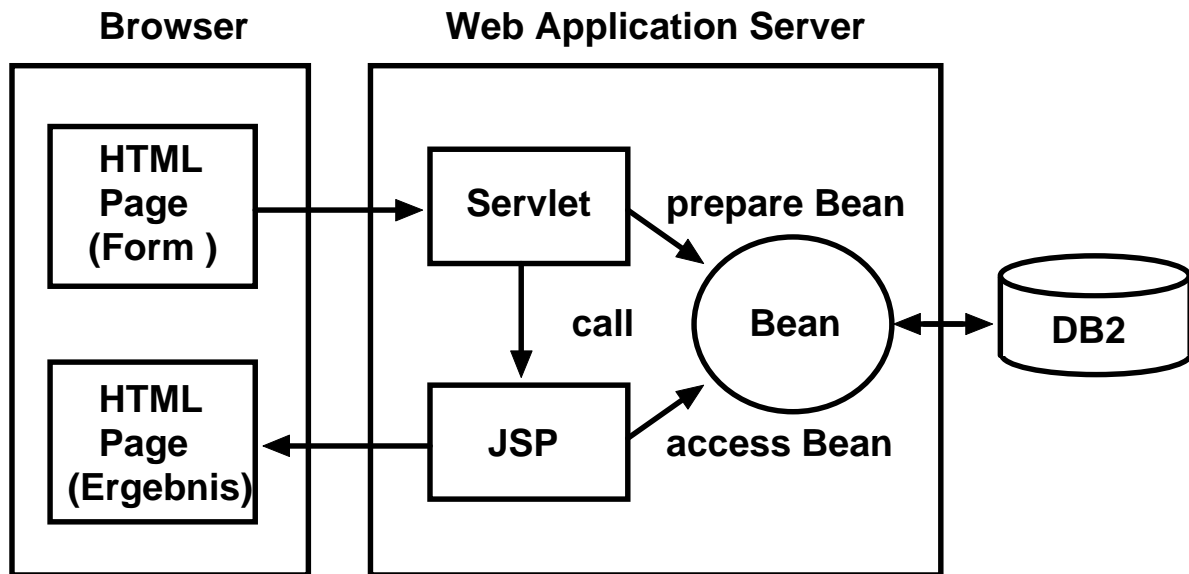 Browser
Web Application Server
HTML
Page
(Form )
Servlet
prepare Bean
call
Bean
DB2
HTML
Page
(Ergebnis)
JSP
access Bean